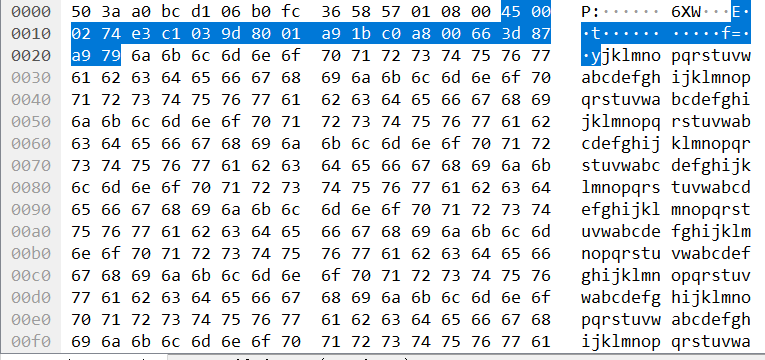 0000 50 3a a0 bc d1 06 b0 fc 36 58 57 01 08 00 45 00 P:······6XW···E·
0010 02 74 e3 c1 03 9d 80 01 a9 1b c0 a8 00 66 3d 87 ·t···········f=·
0020 a9 79 6a 6b 6c 6d 6e 6f 70 71 72 73 74 75 76 77 ·yjklmnopqrstuvw
0030 61 62 63 64 65 66 67 68 69 6a 6b 6c 6d 6e 6f 70 abcdefghijklmnop
0040 71 72 73 74 75 76 77 61 62 63 64 65 66 67 68 69 qrstuvwabcdefghi
0050 6a 6b 6c 6d 6e 6f 70 71 72 73 74 75 76 77 61 62 jklmnopqrstuvwab
0060 63 64 65 66 67 68 69 6a 6b 6c 6d 6e 6f 70 71 72 cdefghijklmnopqr
0070 73 74 75 76 77 61 62 63 64 65 66 67 68 69 6a 6b stuvwabcdefghijk
0080 6c 6d 6e 6f 70 71 72 73 74 75 76 77 61 62 63 64 lmnopqrstuvwabcd
0090 65 66 67 68 69 6a 6b 6c 6d 6e 6f 70 71 72 73 74 efghijklmnopqrst
00a0 75 76 77 61 62 63 64 65 66 67 68 69 6a 6b 6c 6d uvwabcdefghijklm
00b0 6e 6f 70 71 72 73 74 75 76 77 61 62 63 64 65 66 nopqrstuvwabcdef
00c0 67 68 69 6a 6b 6c 6d 6e 6f 70 71 72 73 74 75 76 ghijklmnopqrstuv
00d0 77 61 62 63 64 65 66 67 68 69 6a 6b 6c 6d 6e 6f wabcdefghijklmno
00e0 70 71 72 73 74 75 76 77 61 62 63 64 65 66 67 68 pqrstuvwabcdefgh
00f0 69 6a 6b 6c 6d 6e 6f 70 71 72 73 74 75 76 77 61 ijklmnopqrstuvwa